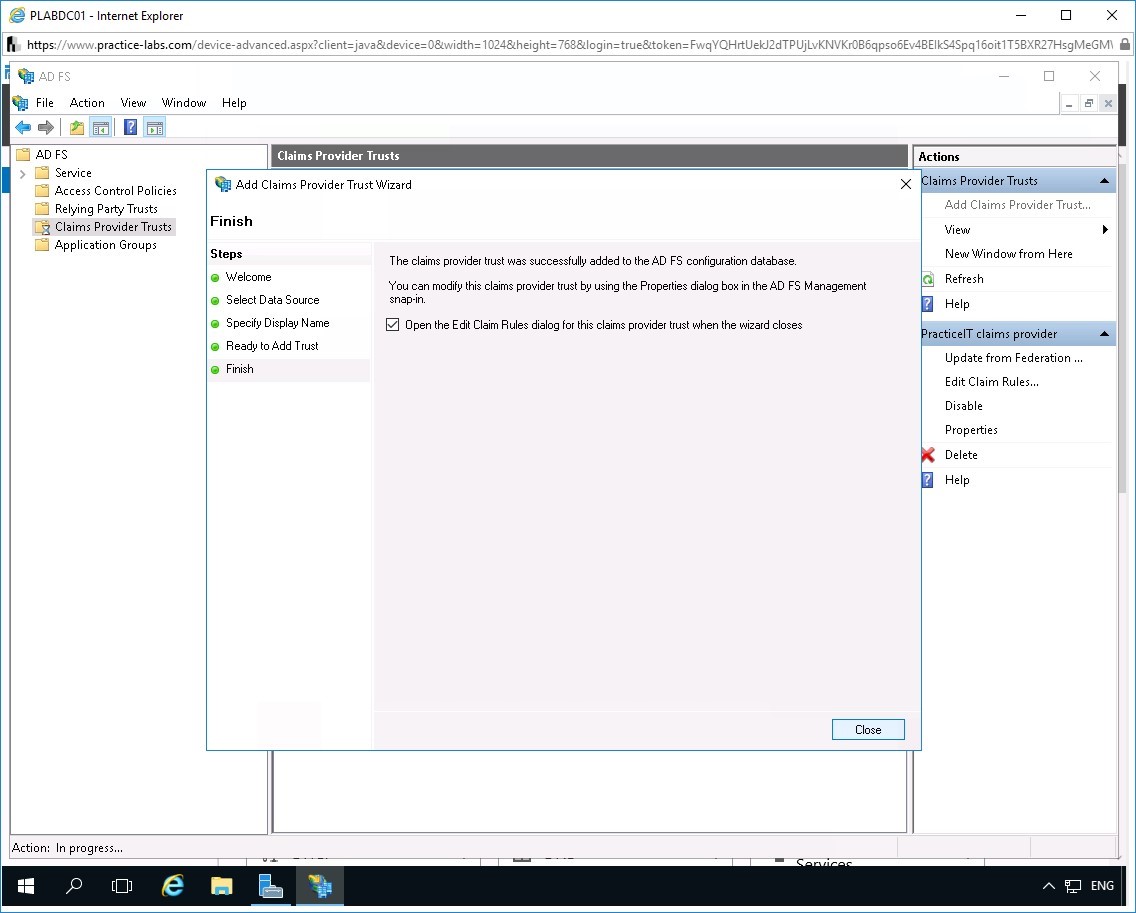 PLABDC01 - Internet Explorer
https://www.practice-labs.com/device-advanced.aspx?client=java&device=0&width=1024&height=768&login=true&token=
AD FS
File Action View Window Help
AD FS
Service
Access Control Policies
Relying Party Trusts
Claims Provider Trusts
Application Groups
Claims Provider Trusts
Add Claims Provider Trust Wizard
Finish
Steps
Welcome
Select Data Source
Specify Display Name
Ready to Add Trust
Finish
The claims provider trust was successfully added to the AD FS configuration database.
You can modify this claims provider trust by using the Properties dialog box in the AD FS Management
snap-in.
Open the Edit Claim Rules dialog for this claims provider trust when the wizard closes
Close
Actions
Claims Provider Trusts
Add Claims Provider Trust...
View
New Window from Here
Refresh
Help
PracticeIT claims provider
Update from Federation ...
Edit Claim Rules...
Disable
Properties
Delete
Help
Action: In progress...
Services
ENG